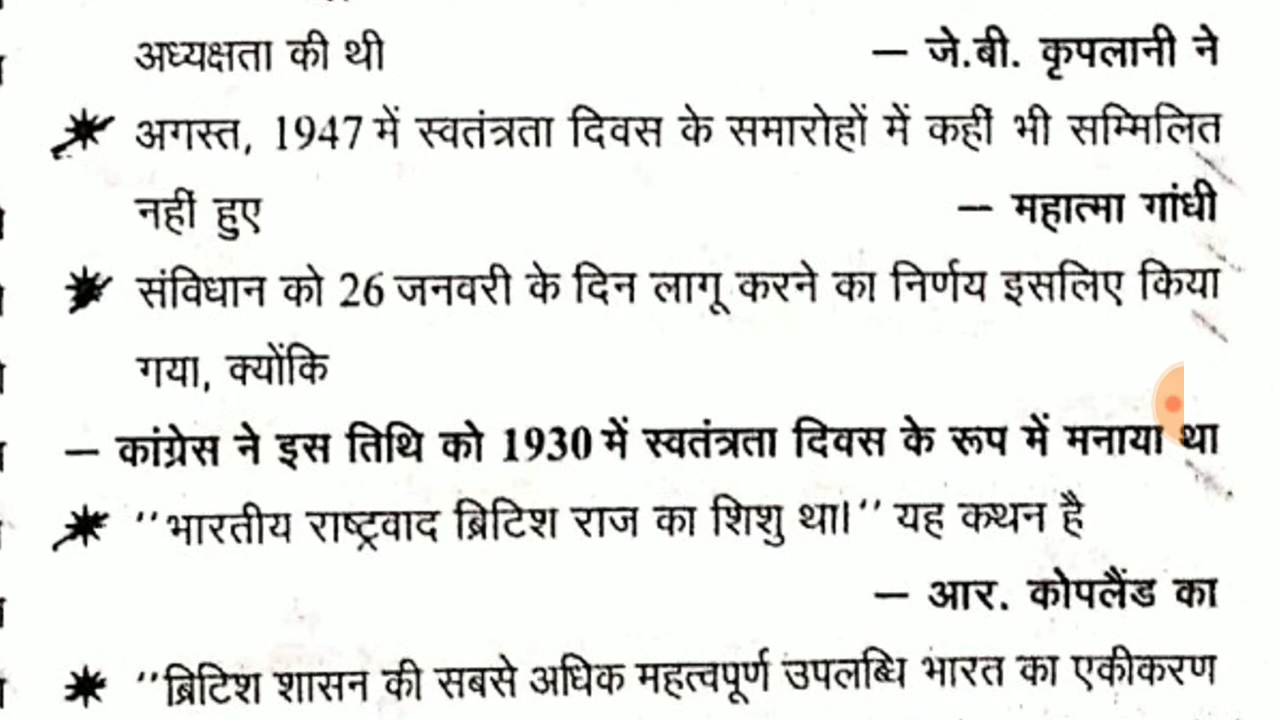 अध्यक्षता की थी — जे.बी. कृपलानी ने
✷ अगस्त, 1947 में स्वतंत्रता दिवस के समारोहों में कहीं भी सम्मिलित
नहीं हुए — महात्मा गांधी
✷ संविधान को 26 जनवरी के दिन लागू करने का निर्णय इसलिए किया
गया, क्योंकि
— कांग्रेस ने इस तिथि को 1930 में स्वतंत्रता दिवस के रूप में मनाया था
✷ ''भारतीय राष्ट्रवाद ब्रिटिश राज का शिशु था।'' यह कथन है
— आर. कोपलैंड का
✷ ''ब्रिटिश शासन की सबसे अधिक महत्वपूर्ण उपलब्धि भारत का एकीकरण